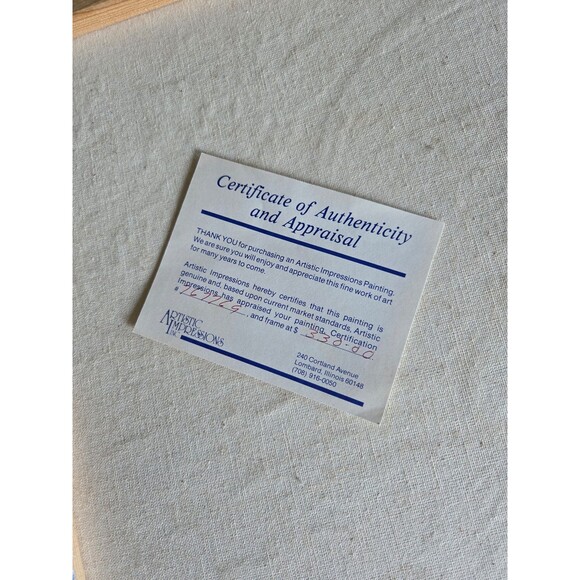 Certificate of Authenticity
and Appraisal
THANK YOU for purchasing an Artistic Impressions Painting.
We are sure you will enjoy and appreciate this fine work of art
for many years to come.
Artistic Impressions hereby certifies that this painting is
genuine and, based upon current market standards, Artistic
Impressions has appraised your painting, Certification
# , and frame at $ 330.00
ARTISTIC
IMPRESSIONS
INC.
240 Cortland Avenue
Lombard, Illinois 60148
(708) 916-0050